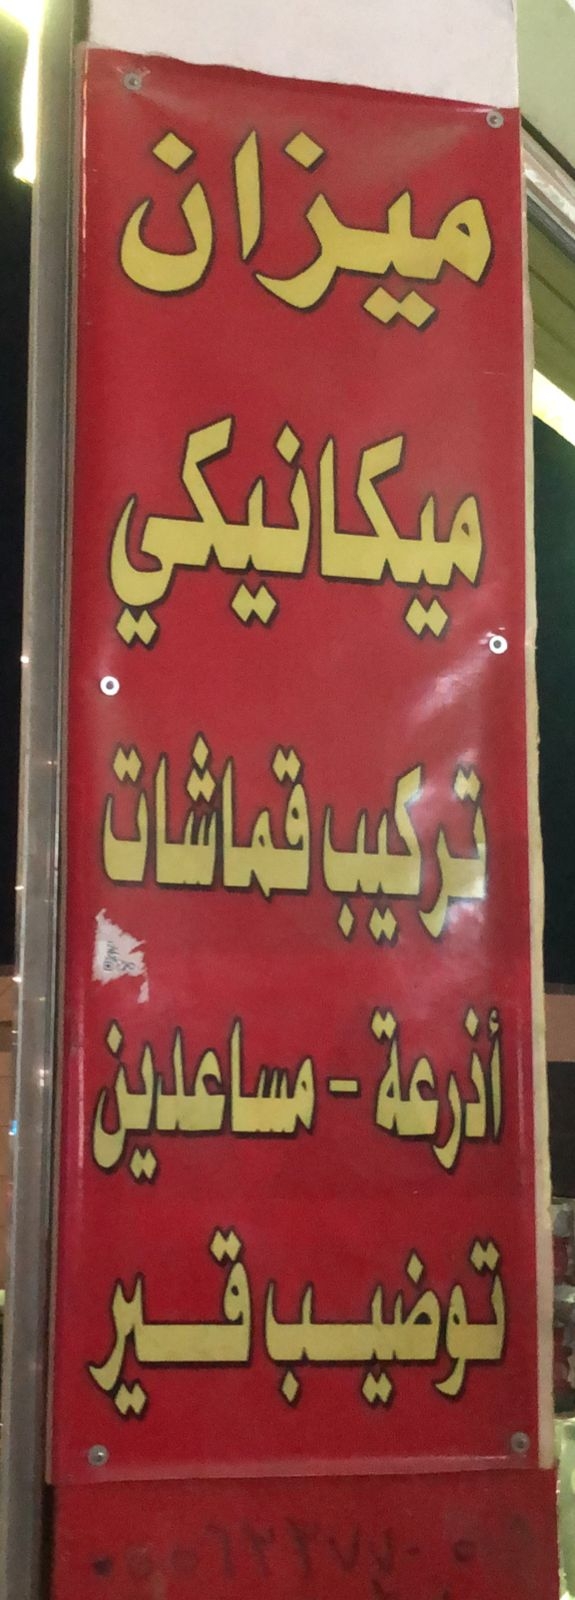 ميزان
ميكانيكي
تركيب قماشات
أذرعة - مساعدين
توضيب قير